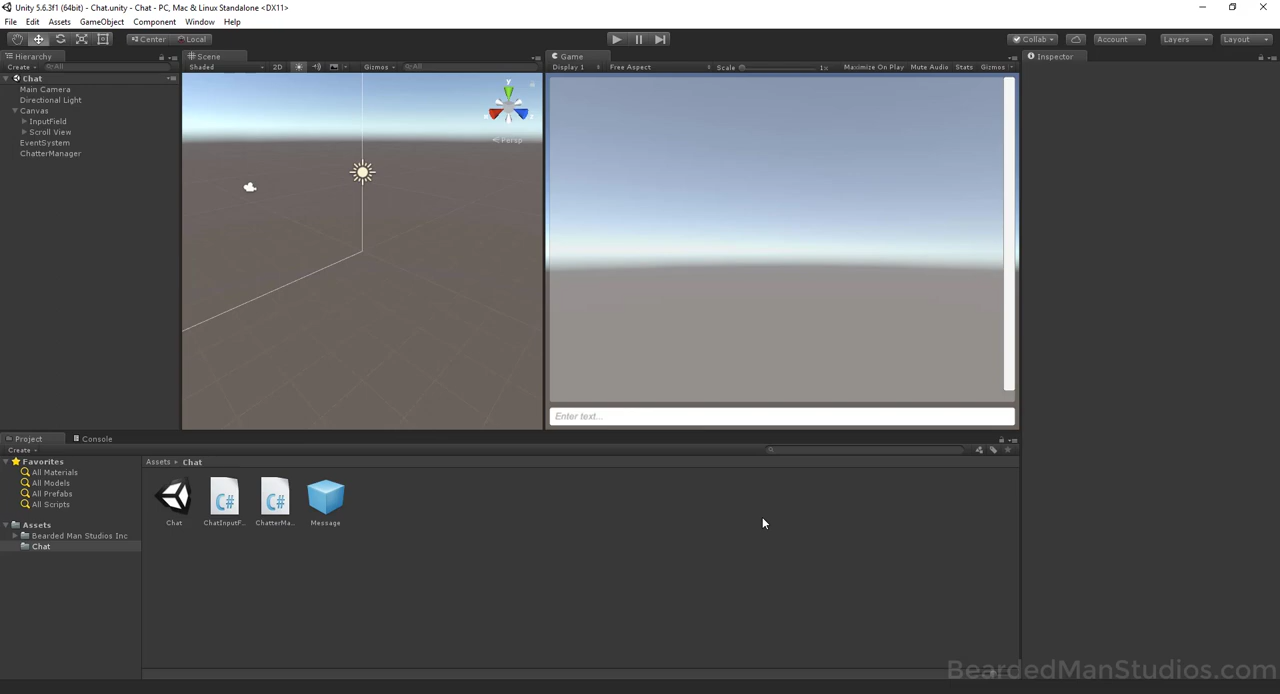 Unity 5.6.3f1 (64bit) - Chat.unity - Chat - PC, Mac & Linux Standalone <DX11>
File Edit Assets GameObject Component Window Help
Center Local Collab Account Layers Layout
Hierarchy Scene Game Inspector
Create All Shaded 2D Gizmos All Display 1 Free Aspect Scale 1x Maximize On Play Mute Audio Stats Gizmos
Chat
Main Camera
Directional Light
Canvas
InputField
Scroll View
EventSystem
ChatterManager
y
Persp
Enter text...
Project Console
Create
Favorites
All Materials
All Models
All Prefabs
All Scripts
Assets
Bearded Man Studios Inc
Chat
Assets Chat
C# C#
Chat ChatInputF... ChatterMa... Message
BeardedManStudios.com